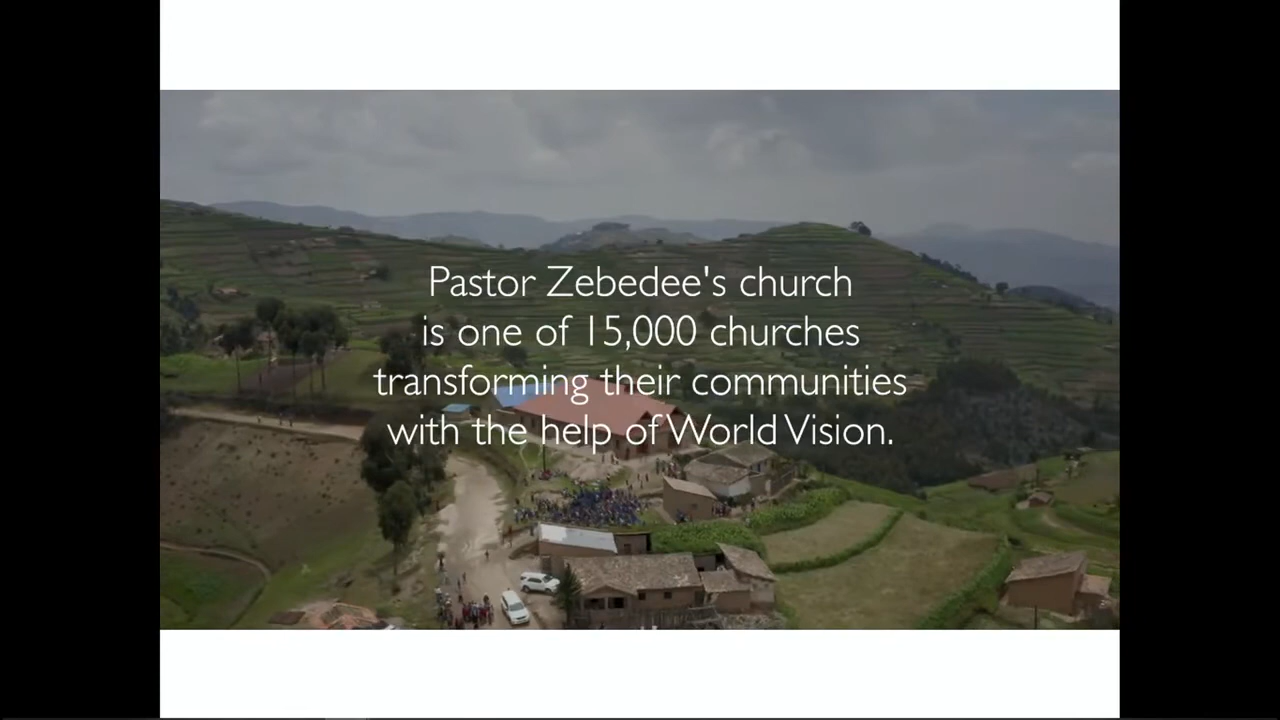 Pastor Zebedee's church
is one of 15,000 churches
transforming their communities
with the help of World Vision.